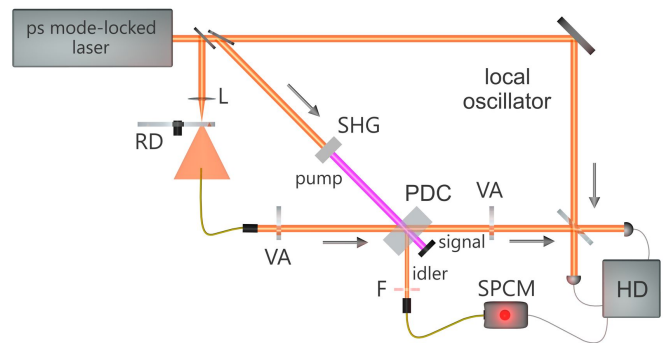 ps mode-locked
laser
local
oscillator
L
RD
SHG
pump
PDC
VA
VA
signal
idler
F
SPCM
HD